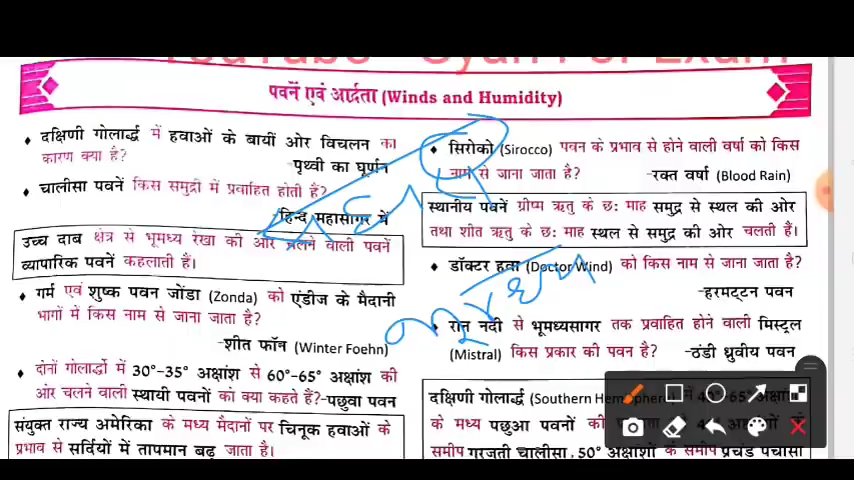 पवनें एवं आर्द्रता (Winds and Humidity)
♦ दक्षिणी गोलार्द्ध में हवाओं के बायीं ओर विचलन का
कारण क्या है?
-पृथ्वी का घूर्णन
♦ चालीसा पवनें किस समुद्री में प्रवाहित होती हैं?
-हिन्द महासागर में
उच्च दाब क्षेत्र से भूमध्य रेखा की ओर चलने वाली पवनें
व्यापारिक पवनें कहलाती हैं।
♦ गर्म एवं शुष्क पवन जोंडा (Zonda) को एंडीज के मैदानी
भागों में किस नाम से जाना जाता है?
-शीत फॉन (Winter Foehn)
♦ दोनों गोलार्द्धों में 30°-35° अक्षांश से 60°-65° अक्षांश की
ओर चलने वाली स्थायी पवनों को क्या कहते हैं?-पछुवा पवन
संयुक्त राज्य अमेरिका के मध्य मैदानों पर चिनूक हवाओं के
प्रभाव से सर्दियों में तापमान बढ़ जाता है।
♦ सिरोको (Sirocco) पवन के प्रभाव से होने वाली वर्षा को किस
नाम से जाना जाता है?
-रक्त वर्षा (Blood Rain)
स्थानीय पवनें ग्रीष्म ऋतु के छः माह समुद्र से स्थल की ओर
तथा शीत ऋतु के छः माह स्थल से समुद्र की ओर चलती हैं।
♦ डॉक्टर हवा (Doctor Wind) को किस नाम से जाना जाता है?
-हरमट्टन पवन
♦ रोन नदी से भूमध्यसागर तक प्रवाहित होने वाली मिस्ट्रल
(Mistral) किस प्रकार की पवन है?
-ठंडी ध्रुवीय पवन
दक्षिणी गोलार्द्ध (Southern Hemisphere) में 40°-65° अक्षांश
के मध्य पछुआ पवनों की
समीप गरजती चालीसा, 50° अक्षांशों के समीप प्रचंड पचासा